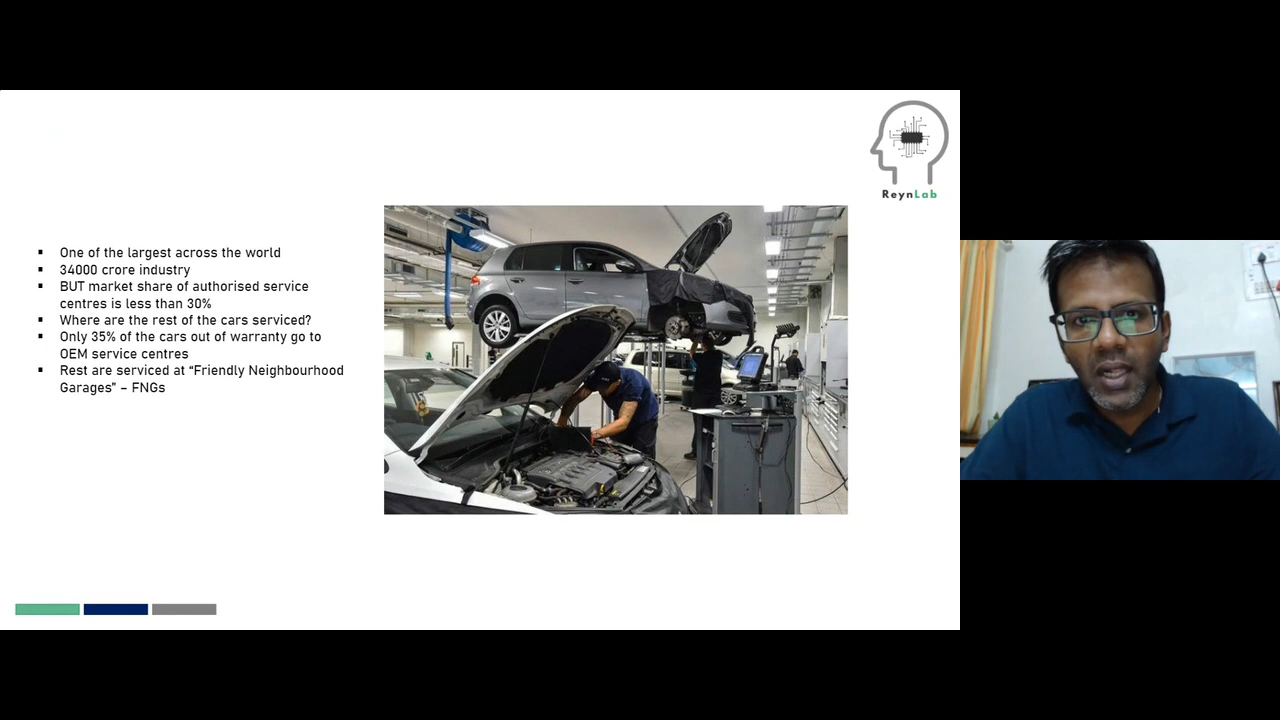 ReynLab
▪ One of the largest across the world
▪ 34000 crore industry
▪ BUT market share of authorised service
centres is less than 30%
▪ Where are the rest of the cars serviced?
▪ Only 35% of the cars out of warranty go to
OEM service centres
▪ Rest are serviced at “Friendly Neighbourhood
Garages” – FNGs